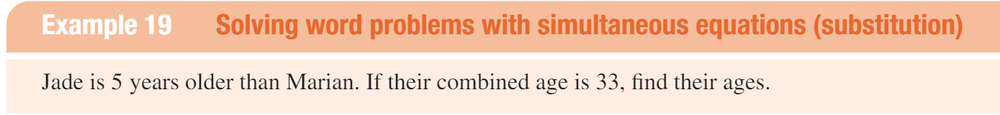 Example 19 Solving word problems with simultaneous equations (substitution)
Jade is 5 years older than Marian. If their combined age is 33, find their ages.